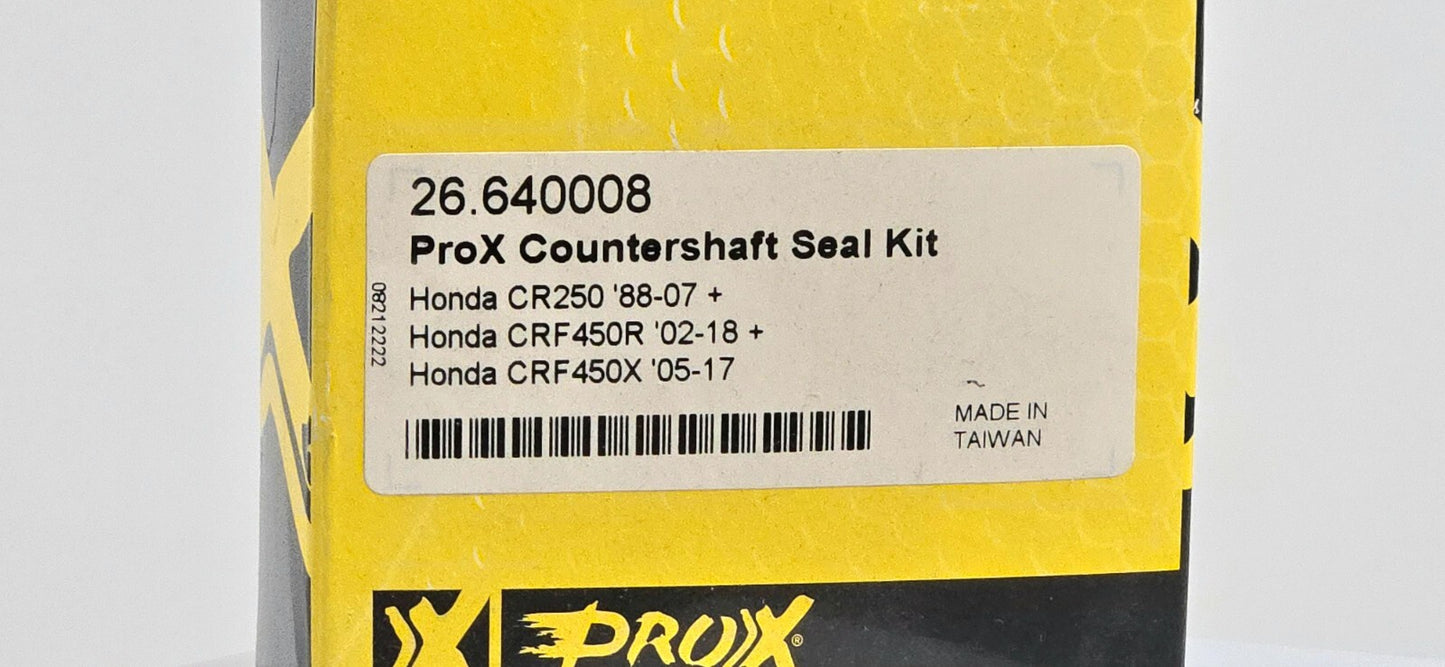 26.640008
ProX Countershaft Seal Kit
Honda CR250 '88-07 +
Honda CRF450R '02-18 +
Honda CRF450X '05-17
08212222
MADE IN
TAIWAN
PROX®